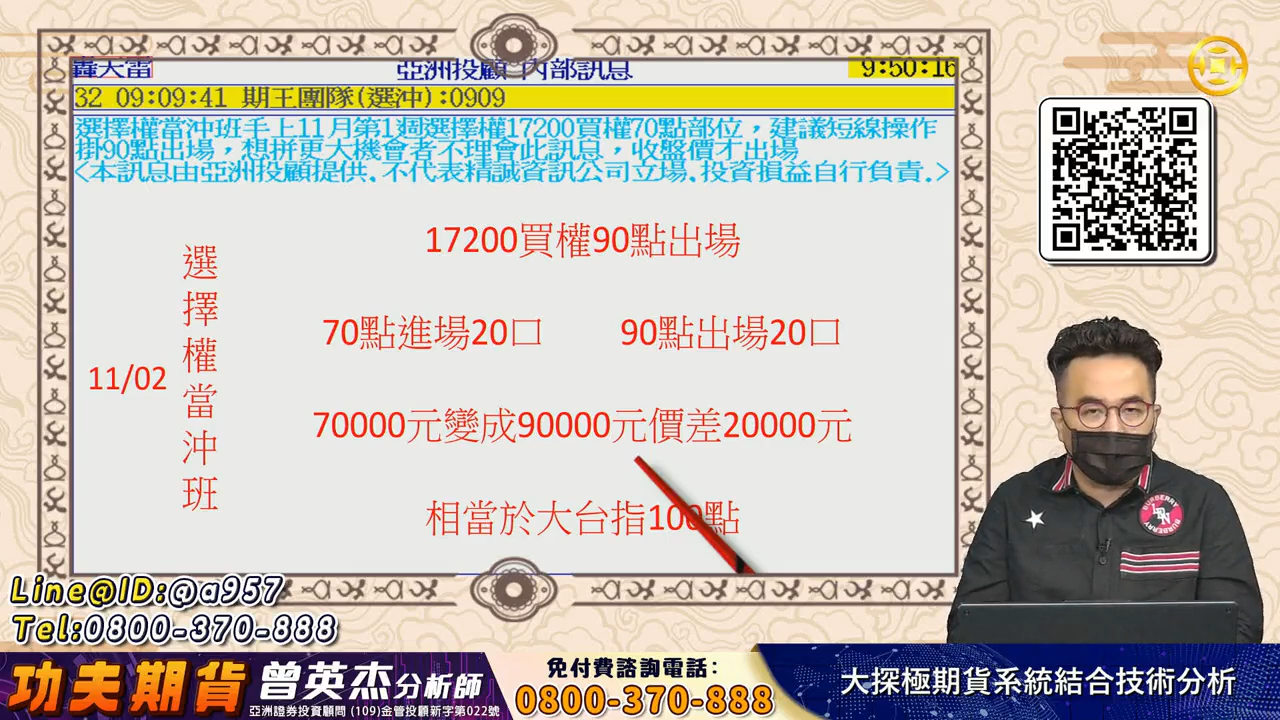 轟天雷 亞洲投顧 內部訊息 9:50:16
32 09:09:41 期王團隊(選沖):0909
選擇權當沖班手上11月第1週選擇權17200買權70點部位，建議短線操作
掛90點出場，想拼更大機會者不理會此訊息，收盤價才出場
<本訊息由亞洲投顧提供.不代表精誠資訊公司立場.投資損益自行負責.>
17200買權90點出場
70點進場20口 90點出場20口
11/02
選擇權當沖班
70000元變成90000元價差20000元
相當於大台指100點
BURBERRY
BURBERRY
Line@ID:@a957
Tel:0800-370-888
功夫期貨 曾英杰分析師
亞洲證券投資顧問 (109)金管投顧新字第022號
免付費諮詢電話：
0800-370-888
大探極期貨系統結合技術分析